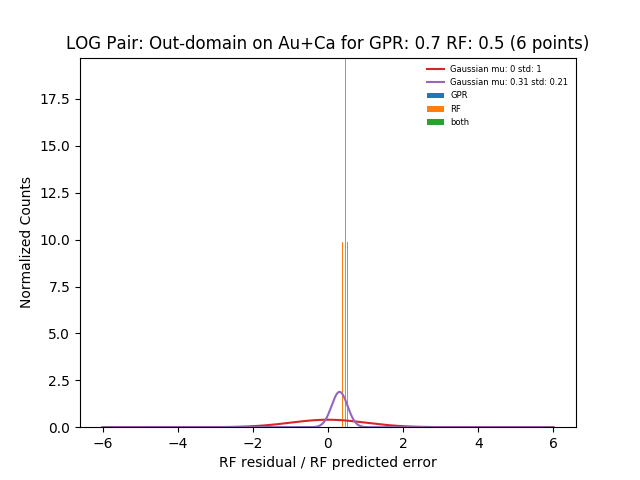 LOG Pair: Out-domain on Au+Ca for GPR: 0.7 RF: 0.5 (6 points)
Gaussian mu: 0 std: 1
Gaussian mu: 0.31 std: 0.21
GPR
RF
both
Normalized Counts
17.5
15.0
12.5
10.0
7.5
5.0
2.5
0.0
−6 −4 −2 0 2 4 6
RF residual / RF predicted error